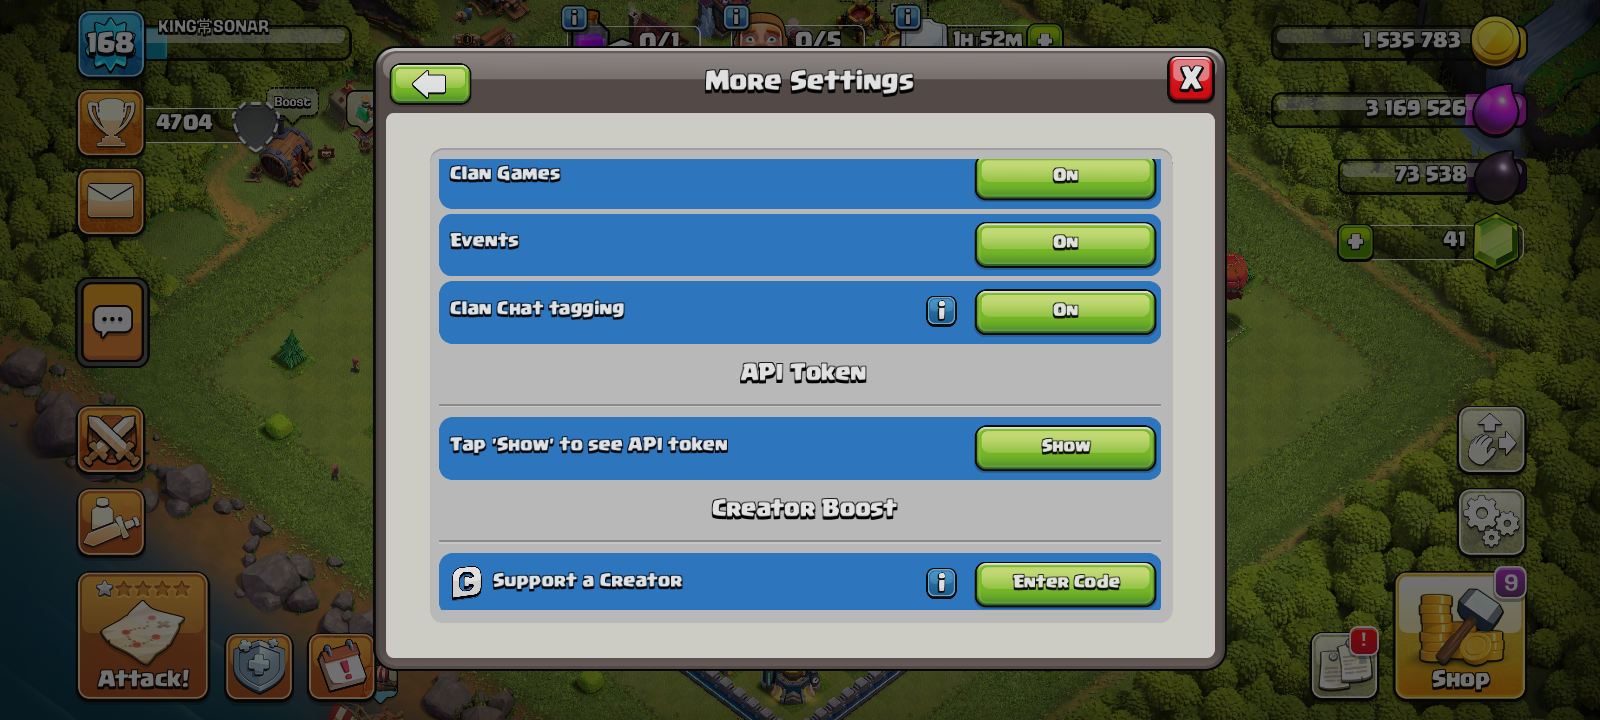 168
KING常SONAR
0/1
0/5
1H 52M
1 535 783
More Settings
X
4704
Boost
3 169 526
73 538
41
Clan Games
On
Events
On
Clan Chat tagging
i
On
API Token
Tap 'Show' to see API token
Show
Creator Boost
C
Support a Creator
i
Enter Code
Attack!
9
!
Shop